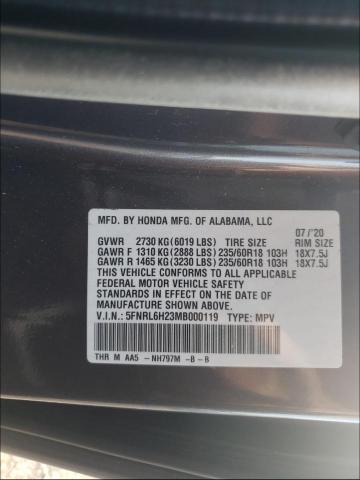 MFD. BY HONDA MFG. OF ALABAMA, LLC
07 /'20
GVWR 2730 KG(6019 LBS) TIRE SIZE RIM SIZE
GAWR F 1310 KG(2888 LBS) 235/60R18 103H 18X7.5J
GAWR R 1465 KG(3230 LBS) 235/60R18 103H 18X7.5J
THIS VEHICLE CONFORMS TO ALL APPLICABLE
FEDERAL MOTOR VEHICLE SAFETY
STANDARDS IN EFFECT ON THE DATE OF
MANUFACTURE SHOWN ABOVE.
V.I.N.: 5FNRL6H23MB000119 TYPE: MPV
THR M AA5 -NH797M -B -B